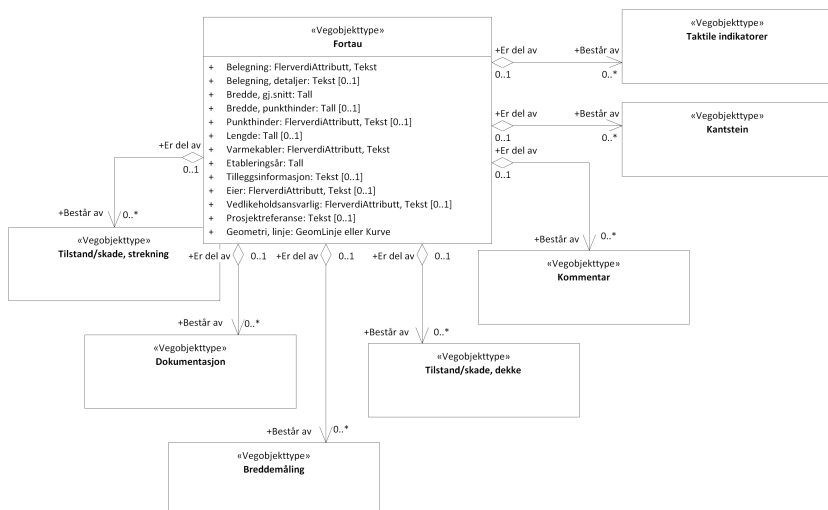 «Vegobjekttype»
Fortau
+ Belegning: FlerverdiAttributt, Tekst
+ Belegning, detaljer: Tekst [0..1]
+ Bredde, gj.snitt: Tall
+ Bredde, punkthinder: Tall [0..1]
+ Punkthinder: FlerverdiAttributt, Tekst [0..1]
+ Lengde: Tall [0..1]
+ Varmekabler: FlerverdiAttributt, Tekst
+ Etableringsår: Tall
+ Tilleggsinformasjon: Tekst [0..1]
+ Eier: FlerverdiAttributt, Tekst [0..1]
+ Vedlikeholdsansvarlig: FlerverdiAttributt, Tekst [0..1]
+ Prosjektreferanse: Tekst [0..1]
+ Geometri, linje: GeomLinje eller Kurve
+Er del av
0..1
+Består av
0..*
«Vegobjekttype»
Taktile indikatorer
+Er del av
0..1
+Består av
0..*
«Vegobjekttype»
Kantstein
+Er del av
0..1
+Består av
0..*
«Vegobjekttype»
Kommentar
+Er del av
0..1
+Består av
0..*
«Vegobjekttype»
Tilstand/skade, strekning
+Er del av
0..1
+Består av
0..*
«Vegobjekttype»
Dokumentasjon
+Er del av
0..1
+Består av
0..*
«Vegobjekttype»
Breddemåling
+Er del av
0..1
+Består av
0..*
«Vegobjekttype»
Tilstand/skade, dekke